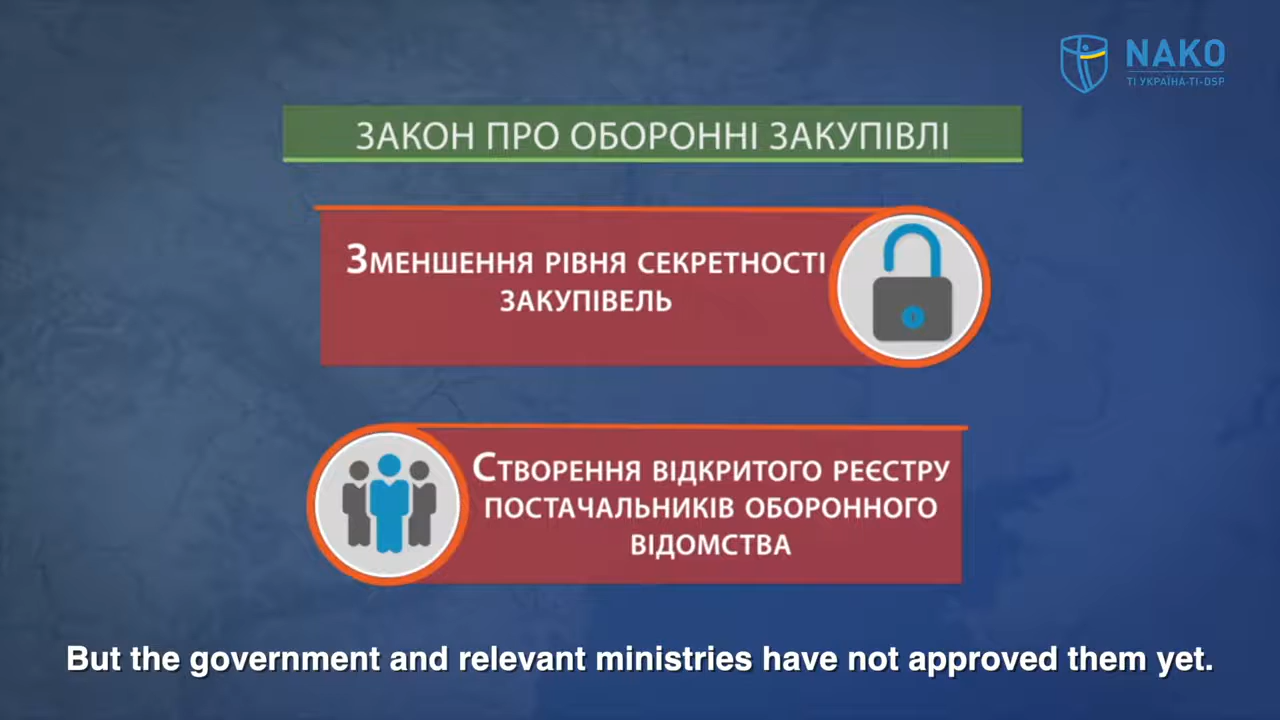 NAKO
ТІ УКРАЇНА-TI-DSP
ЗАКОН ПРО ОБОРОННІ ЗАКУПІВЛІ
ЗМЕНШЕННЯ РІВНЯ СЕКРЕТНОСТІ
ЗАКУПІВЕЛЬ
СТВОРЕННЯ ВІДКРИТОГО РЕЄСТРУ
ПОСТАЧАЛЬНИКІВ ОБОРОННОГО
ВІДОМСТВА
But the government and relevant ministries have not approved them yet.